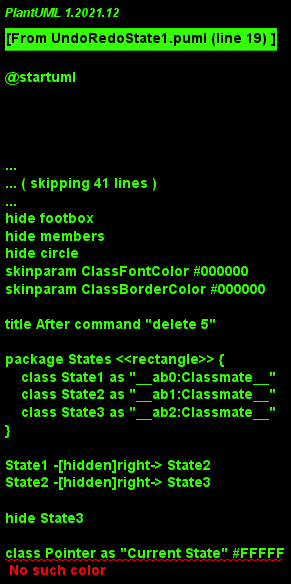 PlantUML 1.2021.12
[From UndoRedoState1.puml (line 19) ]
@startuml
...
... ( skipping 41 lines )
...
hide footbox
hide members
hide circle
skinparam ClassFontColor #000000
skinparam ClassBorderColor #000000
title After command "delete 5"
package States <<rectangle>> {
    class State1 as "__ab0:Classmate__"
    class State2 as "__ab1:Classmate__"
    class State3 as "__ab2:Classmate__"
}
State1 -[hidden]right-> State2
State2 -[hidden]right-> State3
hide State3
class Pointer as "Current State" #FFFFF
No such color